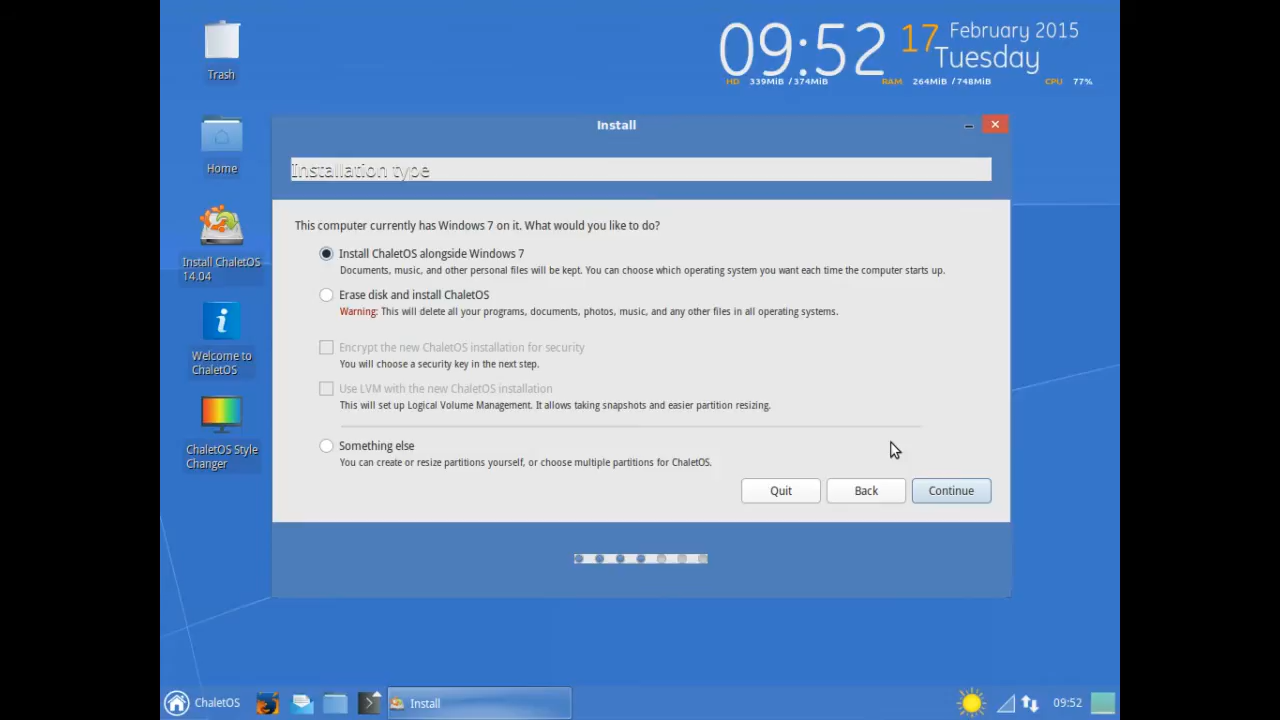 Trash
Home
Install ChaletOS
14.04
Welcome to
ChaletOS
ChaletOS Style
Changer
09:52 17 February 2015
Tuesday
HD 339MiB / 374MiB RAM 264MiB / 748MiB CPU 77%
Install
Installation type
This computer currently has Windows 7 on it. What would you like to do?
Install ChaletOS alongside Windows 7
Documents, music, and other personal files will be kept. You can choose which operating system you want each time the computer starts up.
Erase disk and install ChaletOS
Warning: This will delete all your programs, documents, photos, music, and any other files in all operating systems.
Encrypt the new ChaletOS installation for security
You will choose a security key in the next step.
Use LVM with the new ChaletOS installation
This will set up Logical Volume Management. It allows taking snapshots and easier partition resizing.
Something else
You can create or resize partitions yourself, or choose multiple partitions for ChaletOS.
Quit
Back
Continue
ChaletOS
Install
09:52